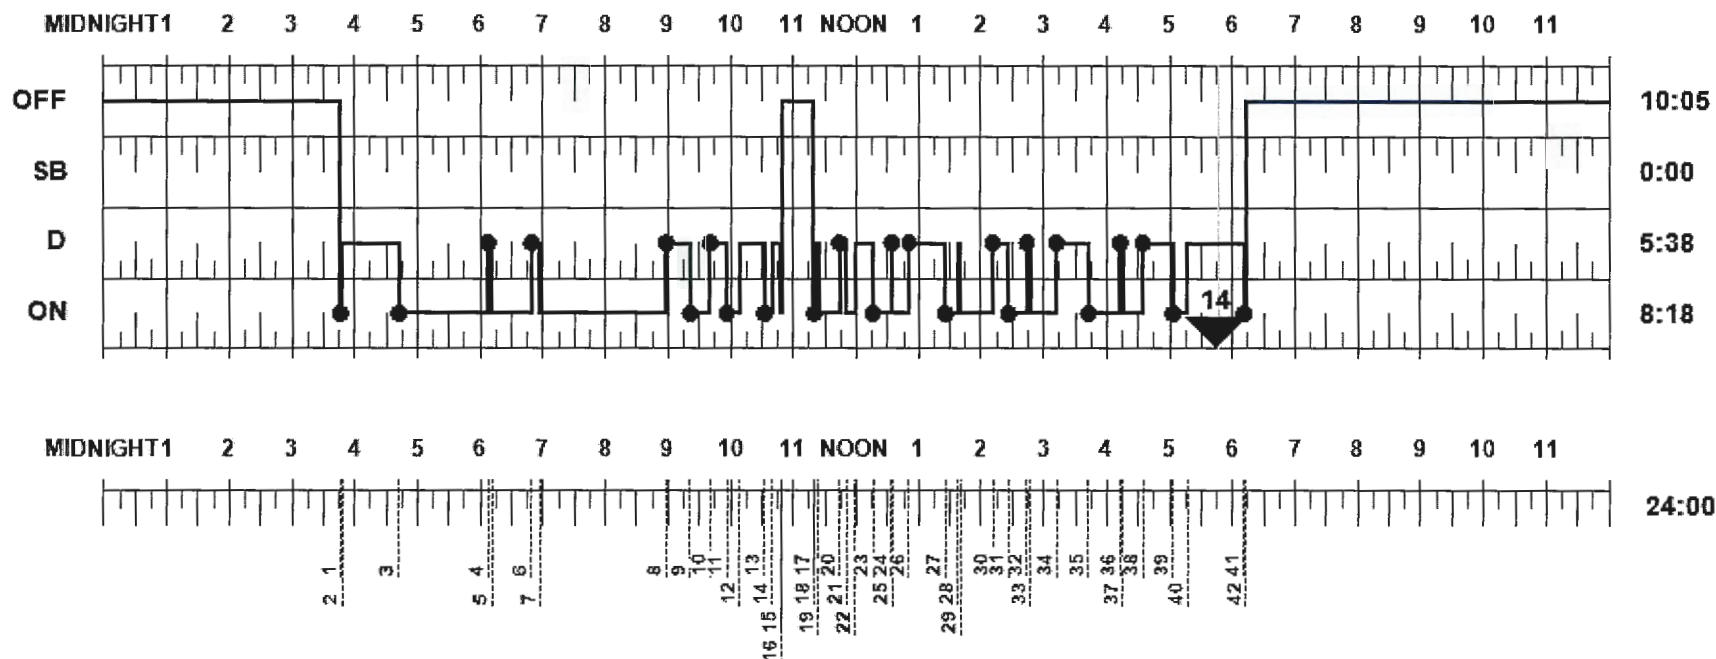 MIDNIGHT 1 2 3 4 5 6 7 8 9 10 11 NOON 1 2 3 4 5 6 7 8 9 10 11
OFF 10:05
SB 0:00
D 5:38
ON 14 8:18
MIDNIGHT 1 2 3 4 5 6 7 8 9 10 11 NOON 1 2 3 4 5 6 7 8 9 10 11
24:00
1 3 4 6 8 9 10 11 13 17 20 23 24 26 27 30 31 32 34 35 36 38 39 41
2 5 7 12 14 15 18 21 25 28 33 37 40 42
16 19 22 29